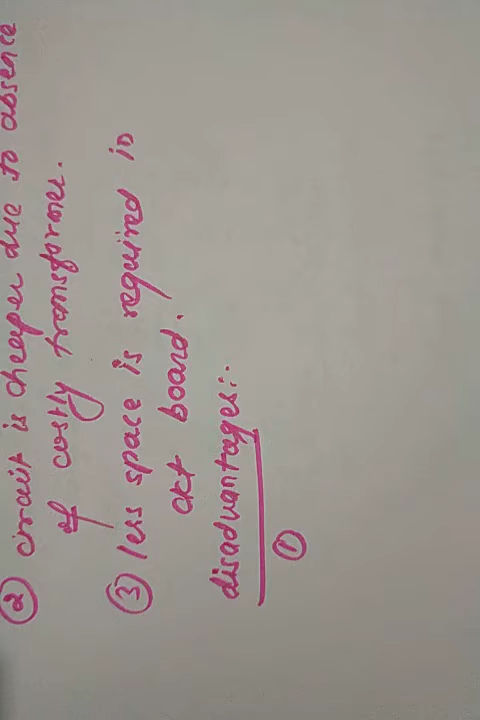 ② circuit is cheaper due to absence
of costly transformer.
③ less space is required in
ckt board.
disadvantages:-
①